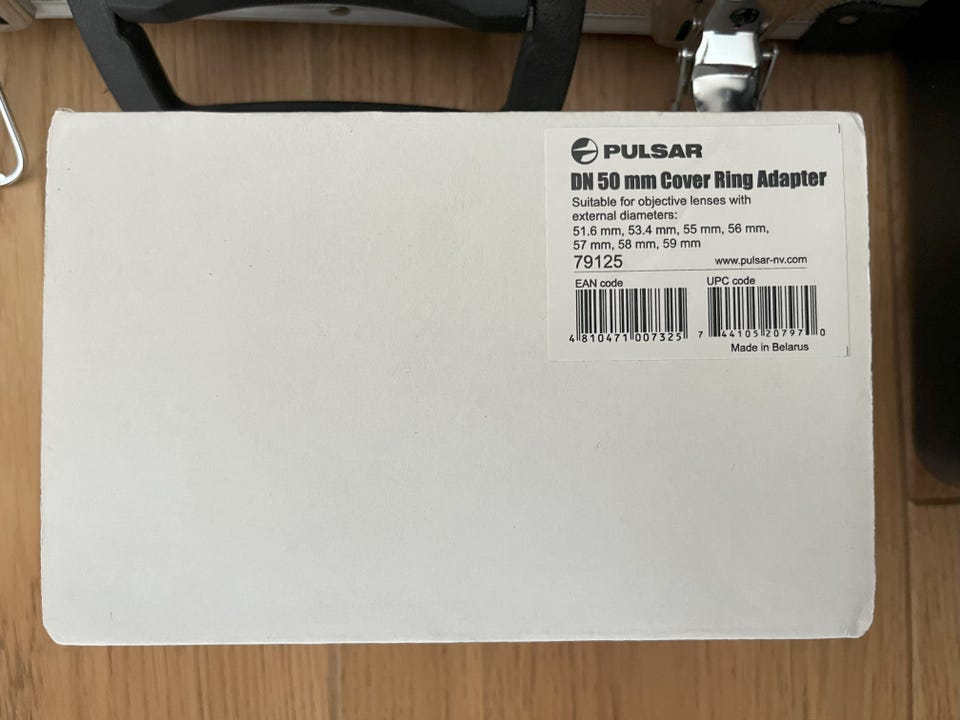 PULSAR
DN 50 mm Cover Ring Adapter
Suitable for objective lenses with
external diameters:
51.6 mm, 53.4 mm, 55 mm, 56 mm,
57 mm, 58 mm, 59 mm
79125 www.pulsar-nv.com
EAN code UPC code
4 810471 007325 7 44105 20797 0
Made in Belarus